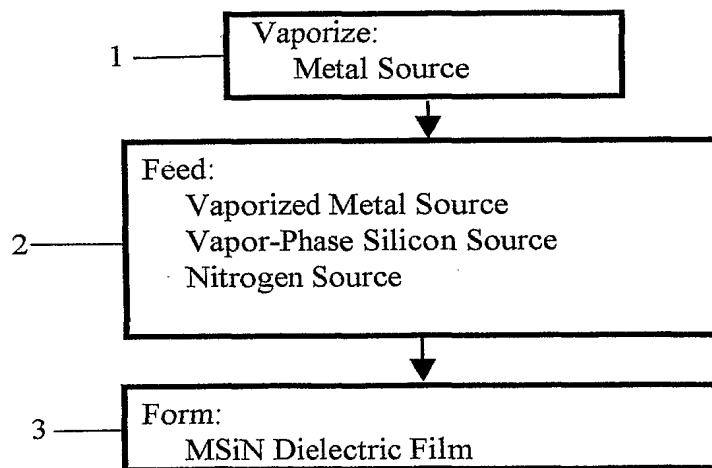 1
Vaporize:
Metal Source
2
Feed:
Vaporized Metal Source
Vapor-Phase Silicon Source
Nitrogen Source
3
Form:
MSiN Dielectric Film